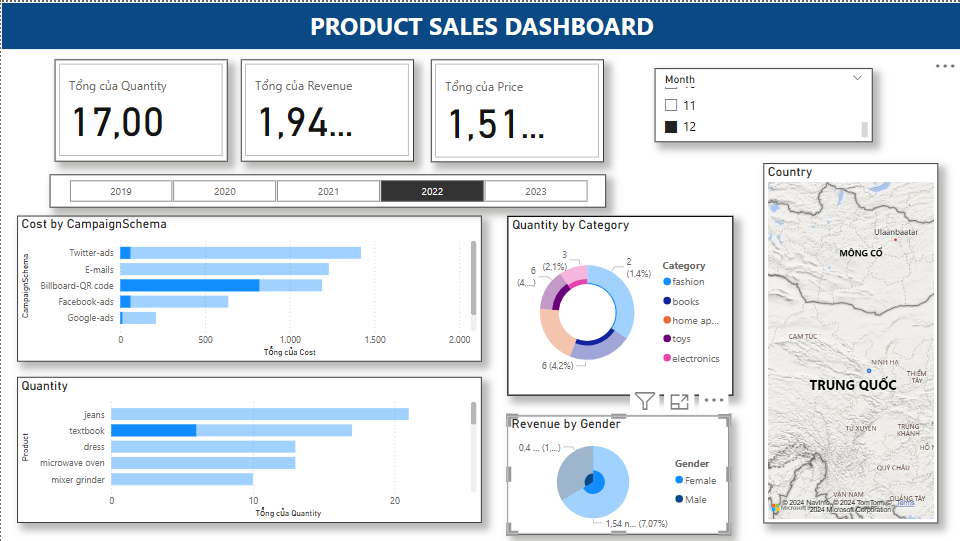 PRODUCT SALES DASHBOARD
Tổng của Quantity
17,00
Tổng của Revenue
1,94...
Tổng của Price
1,51...
Month
11
12
2019
2020
2021
2022
2023
Cost by CampaignSchema
CampaignSchema
Twitter-ads
E-mails
Billboard-QR code
Facebook-ads
Google-ads
0
500
1.000
1.500
2.000
Tổng của Cost
Quantity by Category
3
(2,1%)
2
(1,4%)
6
(4,...)
6 (4,2%)
Category
fashion
books
home ap...
toys
electronics
Country
Ulaanbaatar
MÔNG CỔ
CAM TÚC
NINH HẠ
THIỂM
TÂY
TRUNG QUỐC
TỨ XUYÊN
TRÙNG
KHÁNH
QUÝ CHÂU
VÂN NAM
QUẢNG TÂY
© 2024 NavInfo, © 2024 TomTom, © Terms
2024 Microsoft Corporation
Quantity
Product
jeans
textbook
dress
microwave oven
mixer grinder
0
10
20
Tổng của Quantity
Revenue by Gender
0,4 ... (1,...)
1,54 n... (7,07%)
Gender
Female
Male